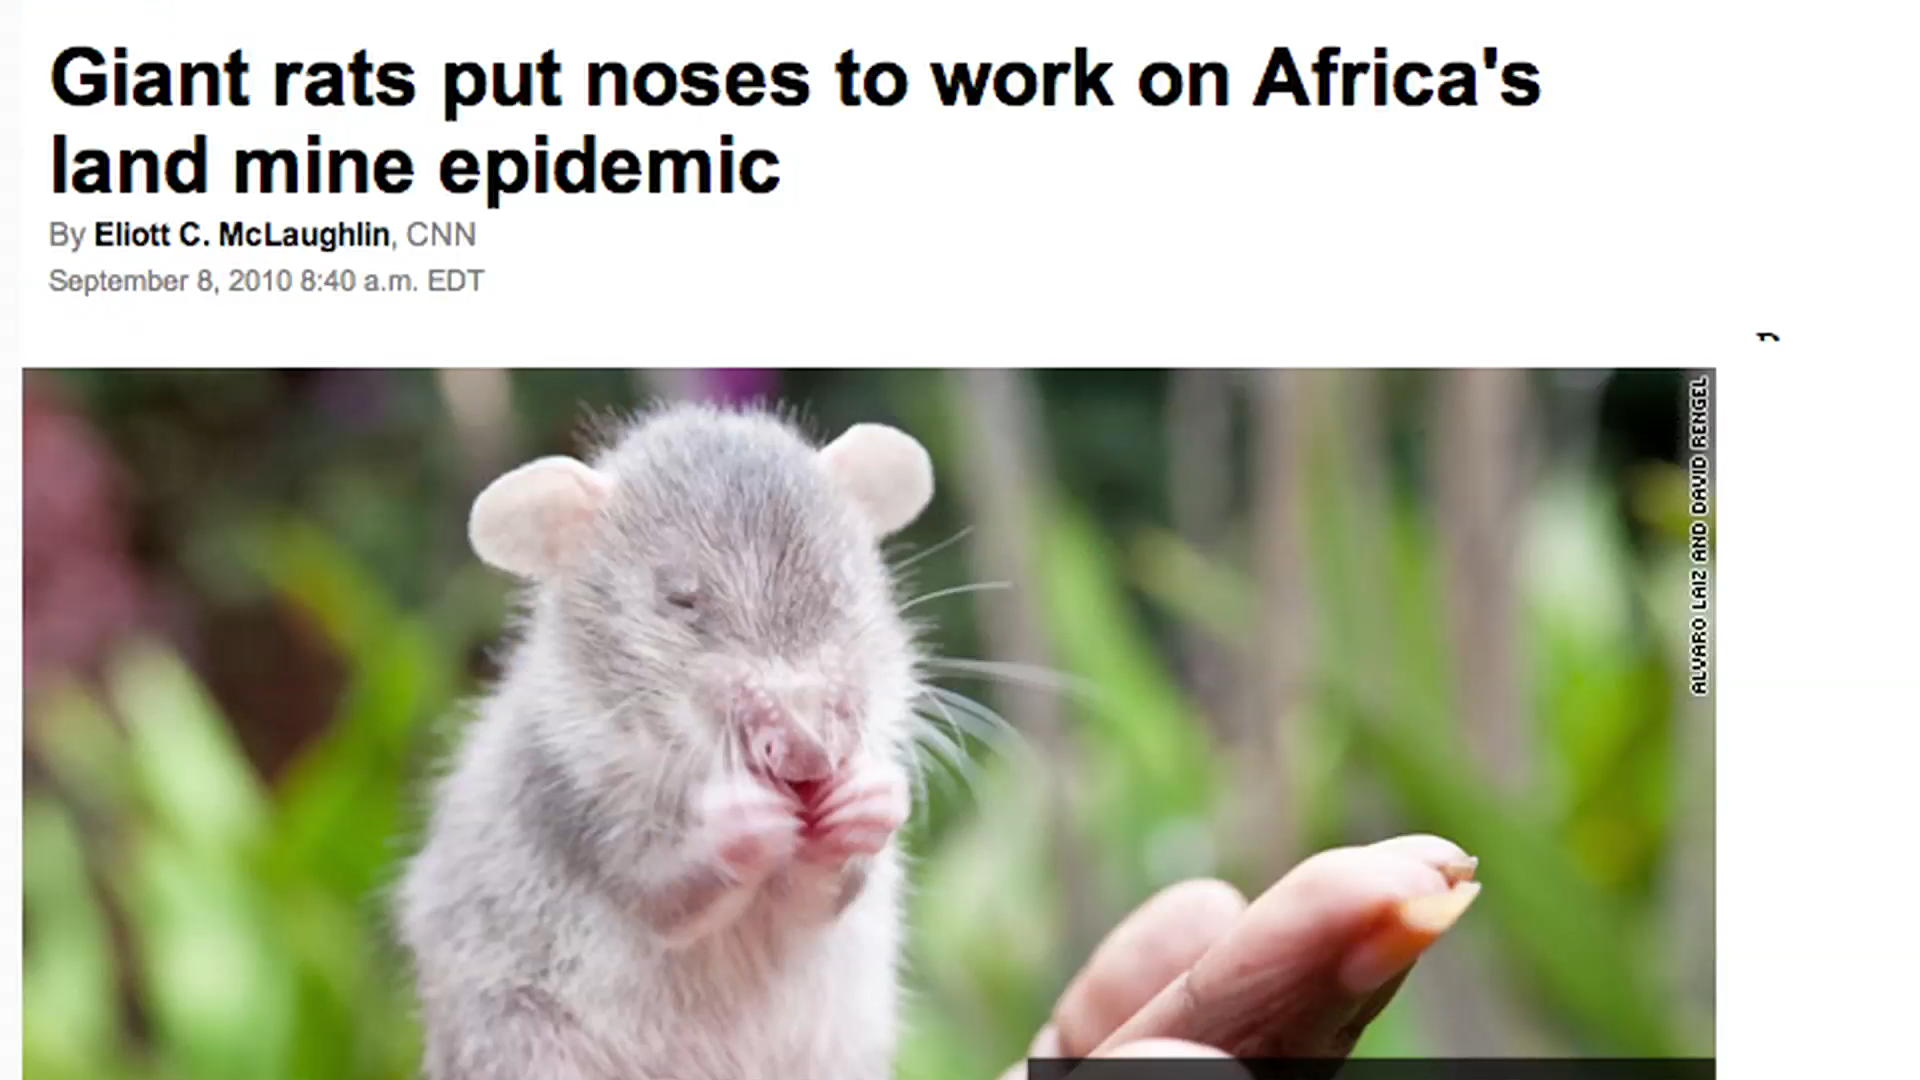 Giant rats put noses to work on Africa's
land mine epidemic
By Eliott C. McLaughlin, CNN
September 8, 2010 8:40 a.m. EDT
ALVARO LAIZ AND DAVID RENGEL